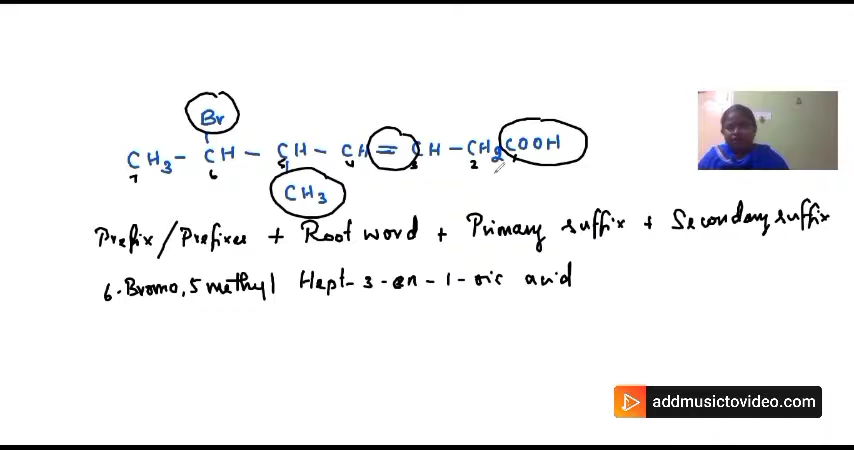 Br
CH3 – CH – CH – CH = CH – CH2 COOH
7 6 5 4 3 2 1
CH3
Prefix/Prefixes + Root word + Primary suffix + Secondary suffix
6-Bromo, 5 methyl Hept-3-en-1-oic acid
addmusictovideo.com